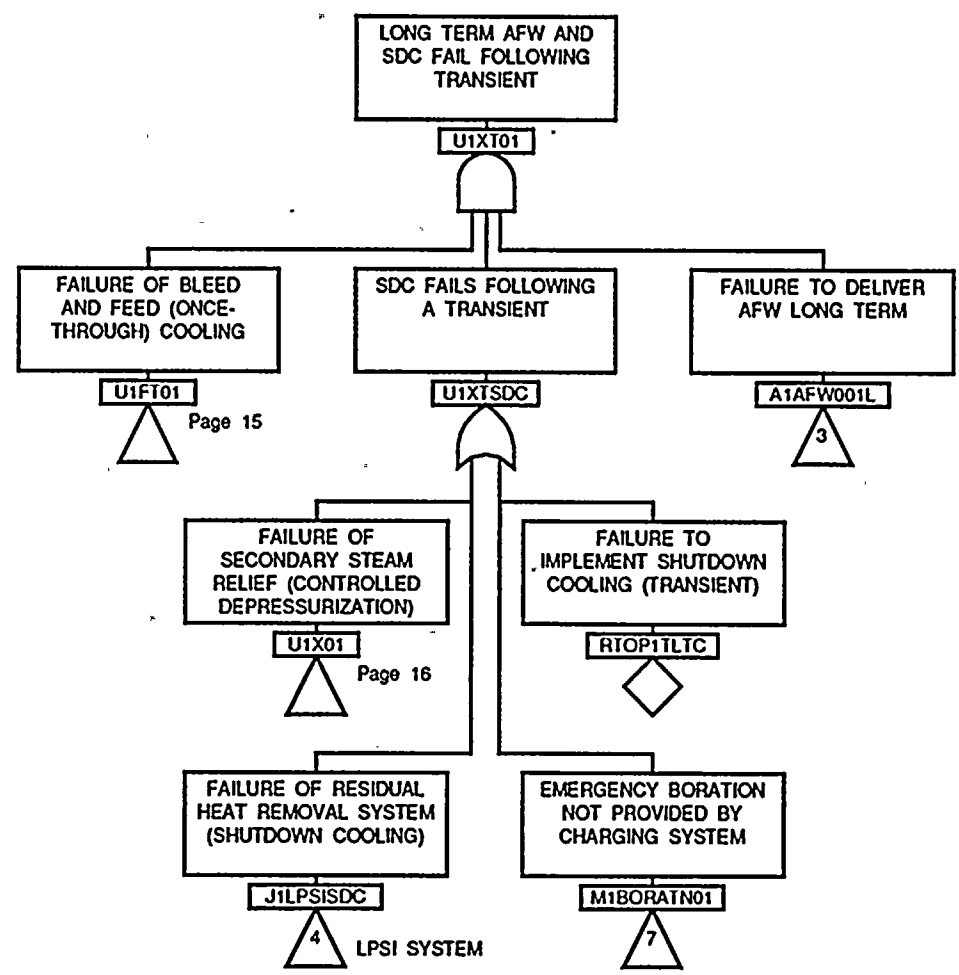 LONG TERM AFW AND
SDC FAIL FOLLOWING
TRANSIENT
U1XT01
FAILURE OF BLEED
AND FEED (ONCE-
THROUGH) COOLING
U1FT01
Page 15
SDC FAILS FOLLOWING
A TRANSIENT
U1XTSDC
FAILURE TO DELIVER
AFW LONG TERM
A1AFW001L
3
FAILURE OF
SECONDARY STEAM
RELIEF (CONTROLLED
DEPRESSURIZATION)
U1X01
Page 16
FAILURE TO
IMPLEMENT SHUTDOWN
COOLING (TRANSIENT)
RTOP1TLTC
FAILURE OF RESIDUAL
HEAT REMOVAL SYSTEM
(SHUTDOWN COOLING)
J1LPSISDC
4
LPSI SYSTEM
EMERGENCY BORATION
NOT PROVIDED BY
CHARGING SYSTEM
M1BORATN01
7